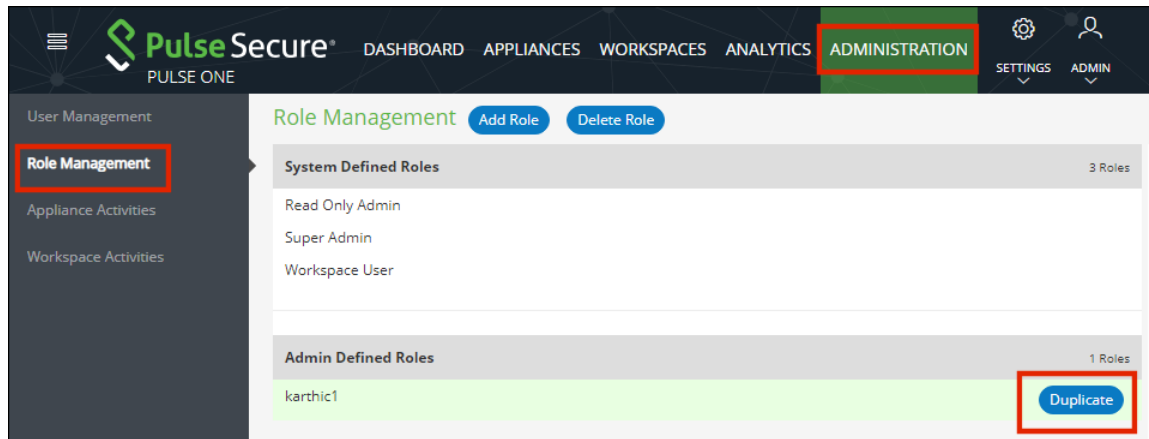 Pulse Secure
PULSE ONE
DASHBOARD APPLIANCES WORKSPACES ANALYTICS ADMINISTRATION
SETTINGS
ADMIN
User Management
Role Management
Appliance Activities
Workspace Activities
Role Management Add Role Delete Role
System Defined Roles 3 Roles
Read Only Admin
Super Admin
Workspace User
Admin Defined Roles 1 Roles
karthic1 Duplicate